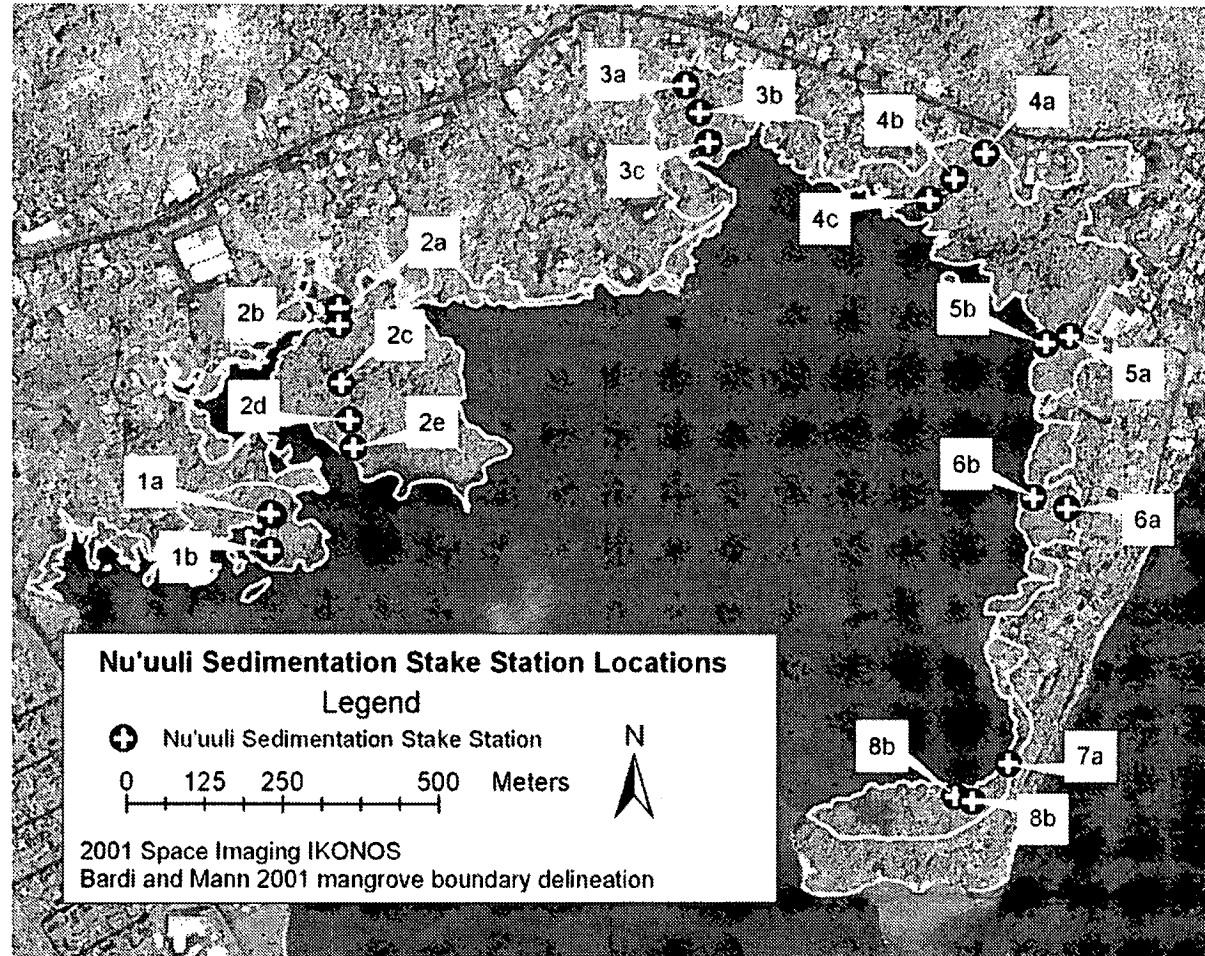 3a
3b
4a
4b
3c
4c
2a
2b
2c
5b
5a
2d
2e
1a
6b
6a
1b
Nu'uuli Sedimentation Stake Station Locations
Legend
Nu'uuli Sedimentation Stake Station
N
0 125 250 500 Meters
8b
7a
8b
2001 Space Imaging IKONOS
Bardi and Mann 2001 mangrove boundary delineation